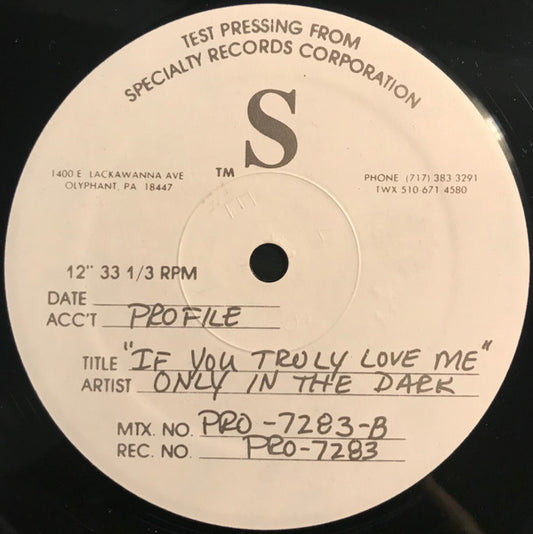 TEST PRESSING FROM
SPECIALTY RECORDS CORPORATION
TM S
1400 E. LACKAWANNA AVE
OLYPHANT, PA 18447
PHONE (717) 383 3291
TWX 510 671 4580
12" 33 1/3 RPM
DATE
ACC'T PROFILE
TITLE "IF YOU TRULY LOVE ME"
ARTIST ONLY IN THE DARK
MTX. NO. PRO-7283-B
REC. NO. PRO-7283